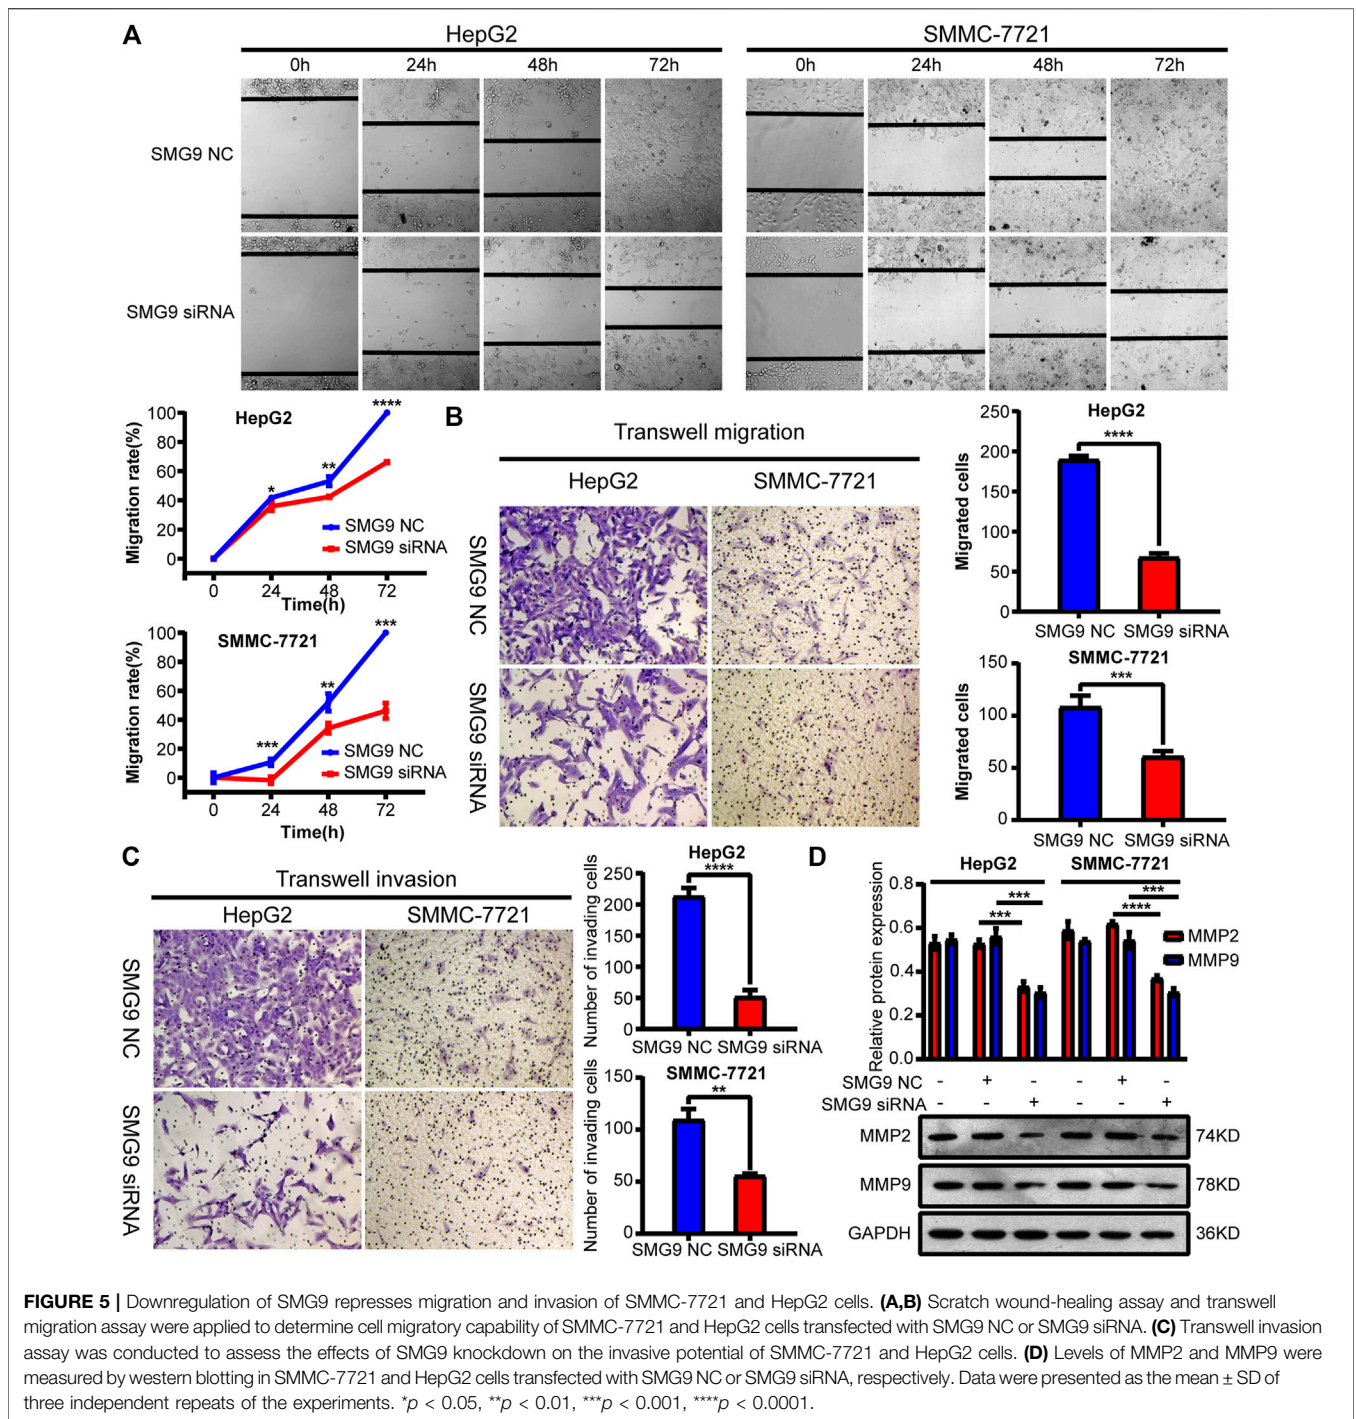 A
HepG2
SMMC-7721
0h 24h 48h 72h 0h 24h 48h 72h
SMG9 NC
SMG9 siRNA
HepG2
Migration rate(%)
100
80
60
40
20
0
* ** ****
SMG9 NC
SMG9 siRNA
0 24 48 72
Time(h)
SMMC-7721
Migration rate(%)
100
80
60
40
20
0
*** ** ***
SMG9 NC
SMG9 siRNA
0 24 48 72
Time(h)
B
Transwell migration
HepG2 SMMC-7721
SMG9 NC
SMG9 siRNA
HepG2
Migrated cells
250
200
150
100
50
0
****
SMG9 NC SMG9 siRNA
SMMC-7721
Migrated cells
150
100
50
0
***
SMG9 NC SMG9 siRNA
C
Transwell invasion
HepG2 SMMC-7721
SMG9 NC
SMG9 siRNA
HepG2
Number of invading cells
250
200
150
100
50
0
****
SMG9 NC SMG9 siRNA
SMMC-7721
Number of invading cells
150
100
50
0
**
SMG9 NC SMG9 siRNA
D
HepG2 SMMC-7721
Relative protein expression
0.8
0.6
0.4
0.2
0.0
*** *** **** ***
MMP2
MMP9
SMG9 NC - + - - + -
SMG9 siRNA - - + - - +
MMP2 74KD
MMP9 78KD
GAPDH 36KD
FIGURE 5 | Downregulation of SMG9 represses migration and invasion of SMMC-7721 and HepG2 cells. (A,B) Scratch wound-healing assay and transwell
migration assay were applied to determine cell migratory capability of SMMC-7721 and HepG2 cells transfected with SMG9 NC or SMG9 siRNA. (C) Transwell invasion
assay was conducted to assess the effects of SMG9 knockdown on the invasive potential of SMMC-7721 and HepG2 cells. (D) Levels of MMP2 and MMP9 were
measured by western blotting in SMMC-7721 and HepG2 cells transfected with SMG9 NC or SMG9 siRNA, respectively. Data were presented as the mean ± SD of
three independent repeats of the experiments. *p < 0.05, **p < 0.01, ***p < 0.001, ****p < 0.0001.